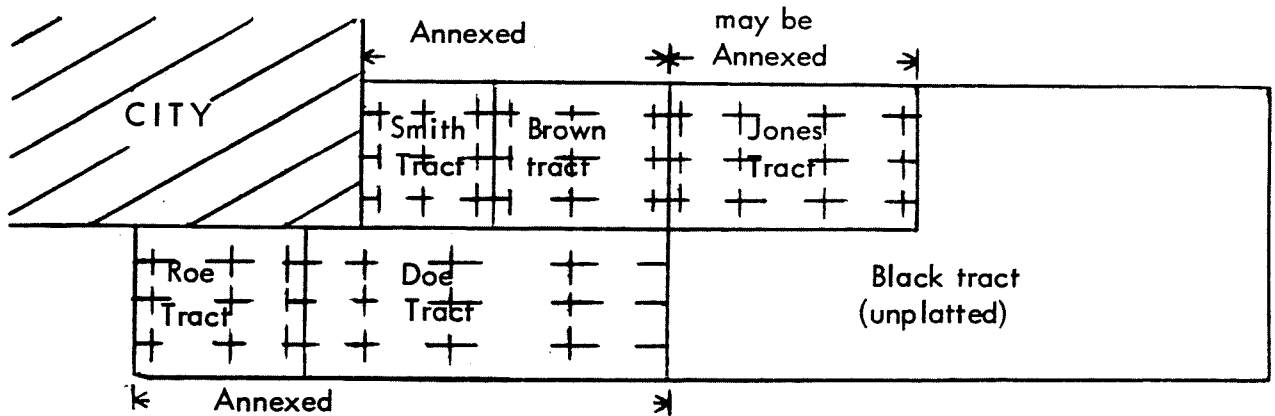 Annexed
may be
Annexed
CITY
Smith
Tract
Brown
tract
Jones
Tract
Roe
Tract
Doe
Tract
Black tract
(unplatted)
Annexed